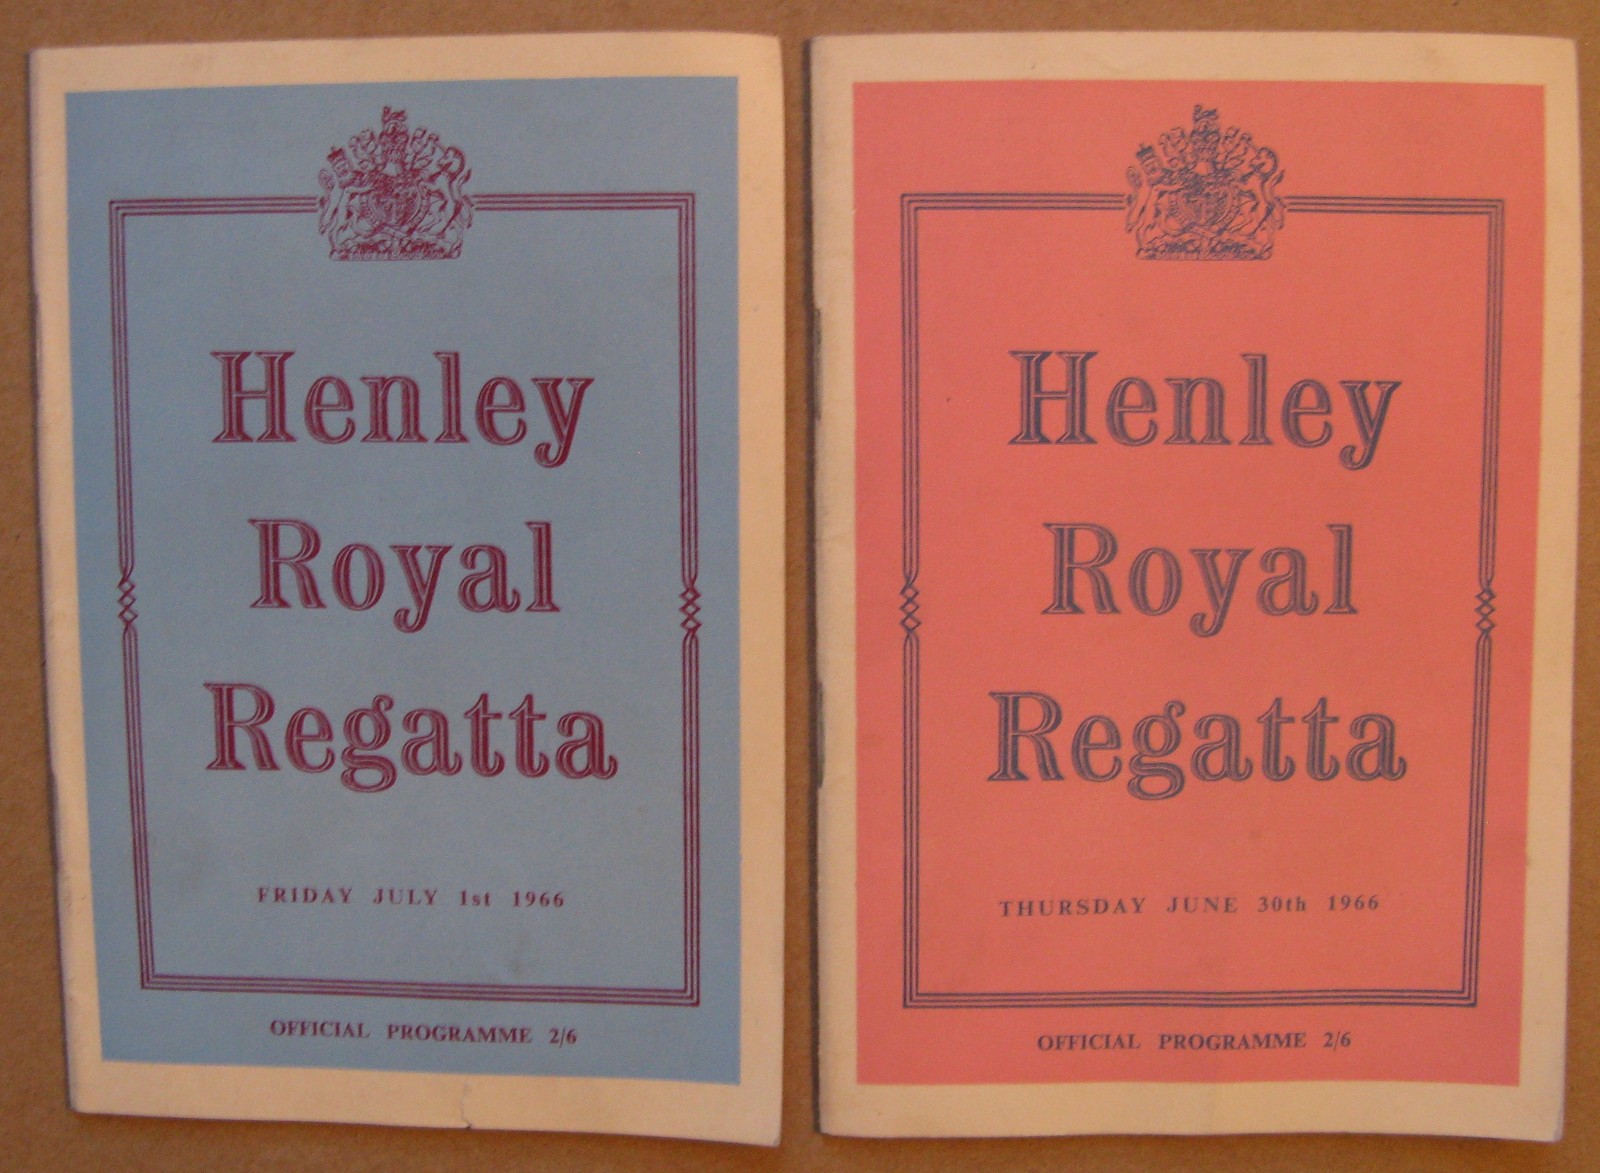 Henley
Royal
Regatta
FRIDAY JULY 1st 1966
OFFICIAL PROGRAMME 2/6
Henley
Royal
Regatta
THURSDAY JUNE 30th 1966
OFFICIAL PROGRAMME 2/6